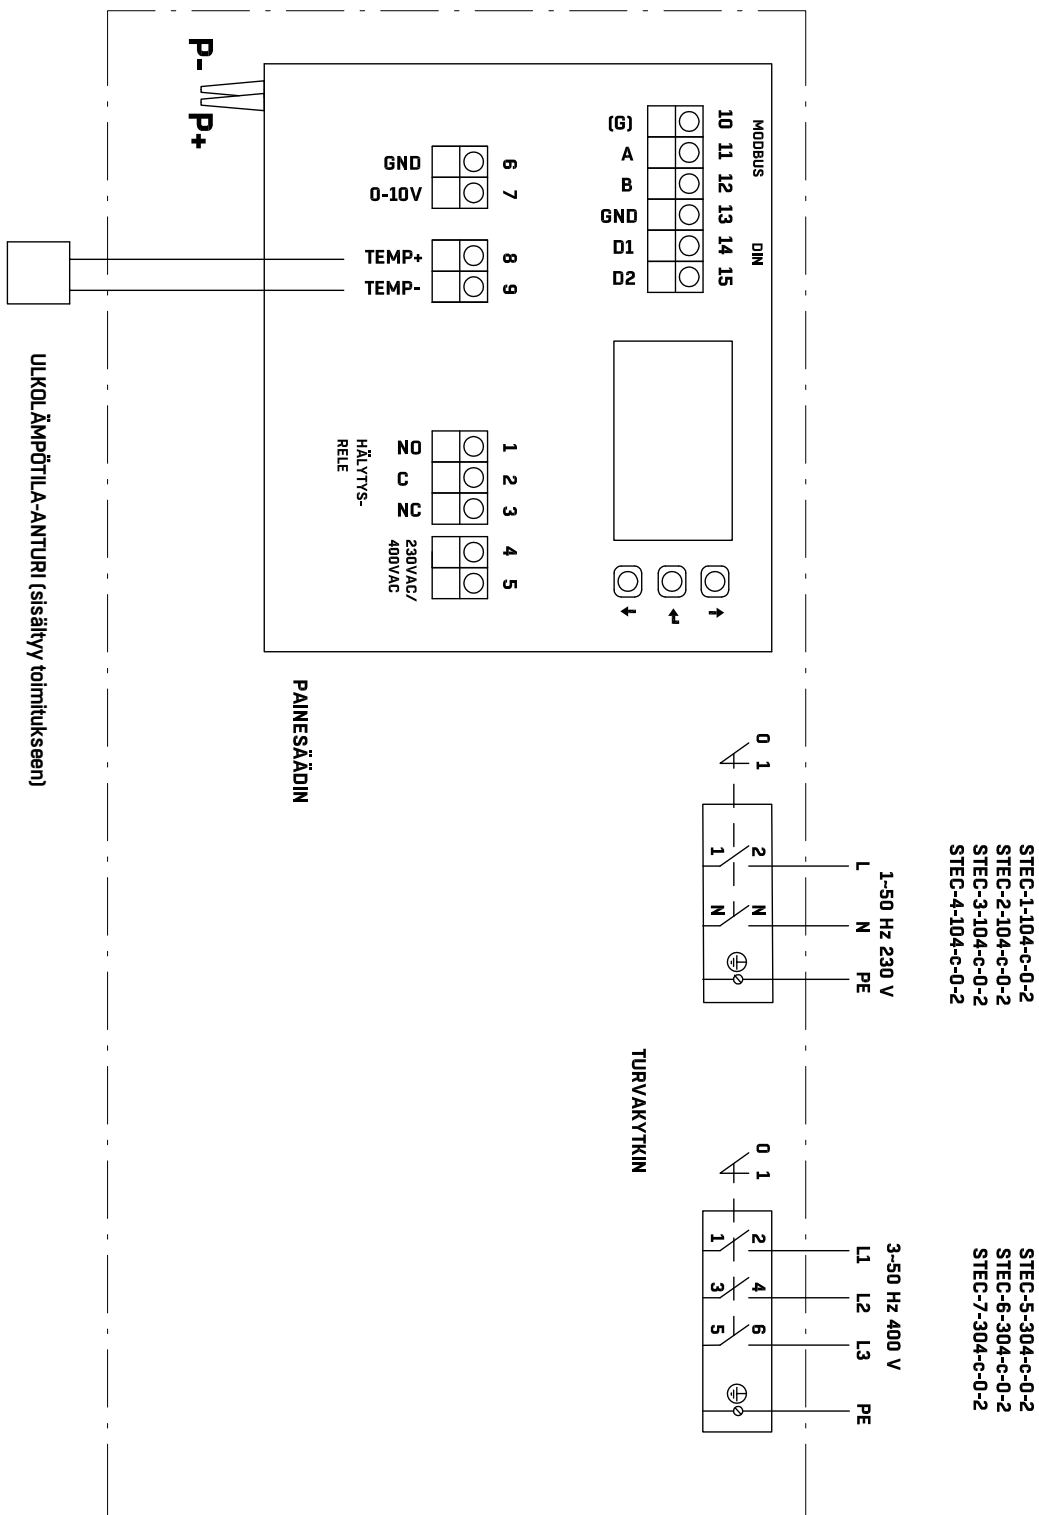 STEC-1-104-c-0-2
STEC-2-104-c-0-2
STEC-3-104-c-0-2
STEC-4-104-c-0-2
STEC-5-304-c-0-2
STEC-6-304-c-0-2
STEC-7-304-c-0-2
1~50 Hz 230 V
L
N
PE
3~50 Hz 400 V
L1
L2
L3
PE
0
1
2
N
1
N
0
1
2
4
6
1
3
5
TURVAKYTKIN
MODBUS
DIN
10
11
12
13
14
15
(G)
A
B
GND
D1
D2
6
7
8
9
1
2
3
4
5
GND
0-10V
TEMP+
TEMP-
NO
C
NC
230VAC/
400VAC
HÄLYTYS-
RELE
PAINESÄÄDIN
P-
P+
ULKOLÄMPÖTILA-ANTURI (sisältyy toimitukseen)